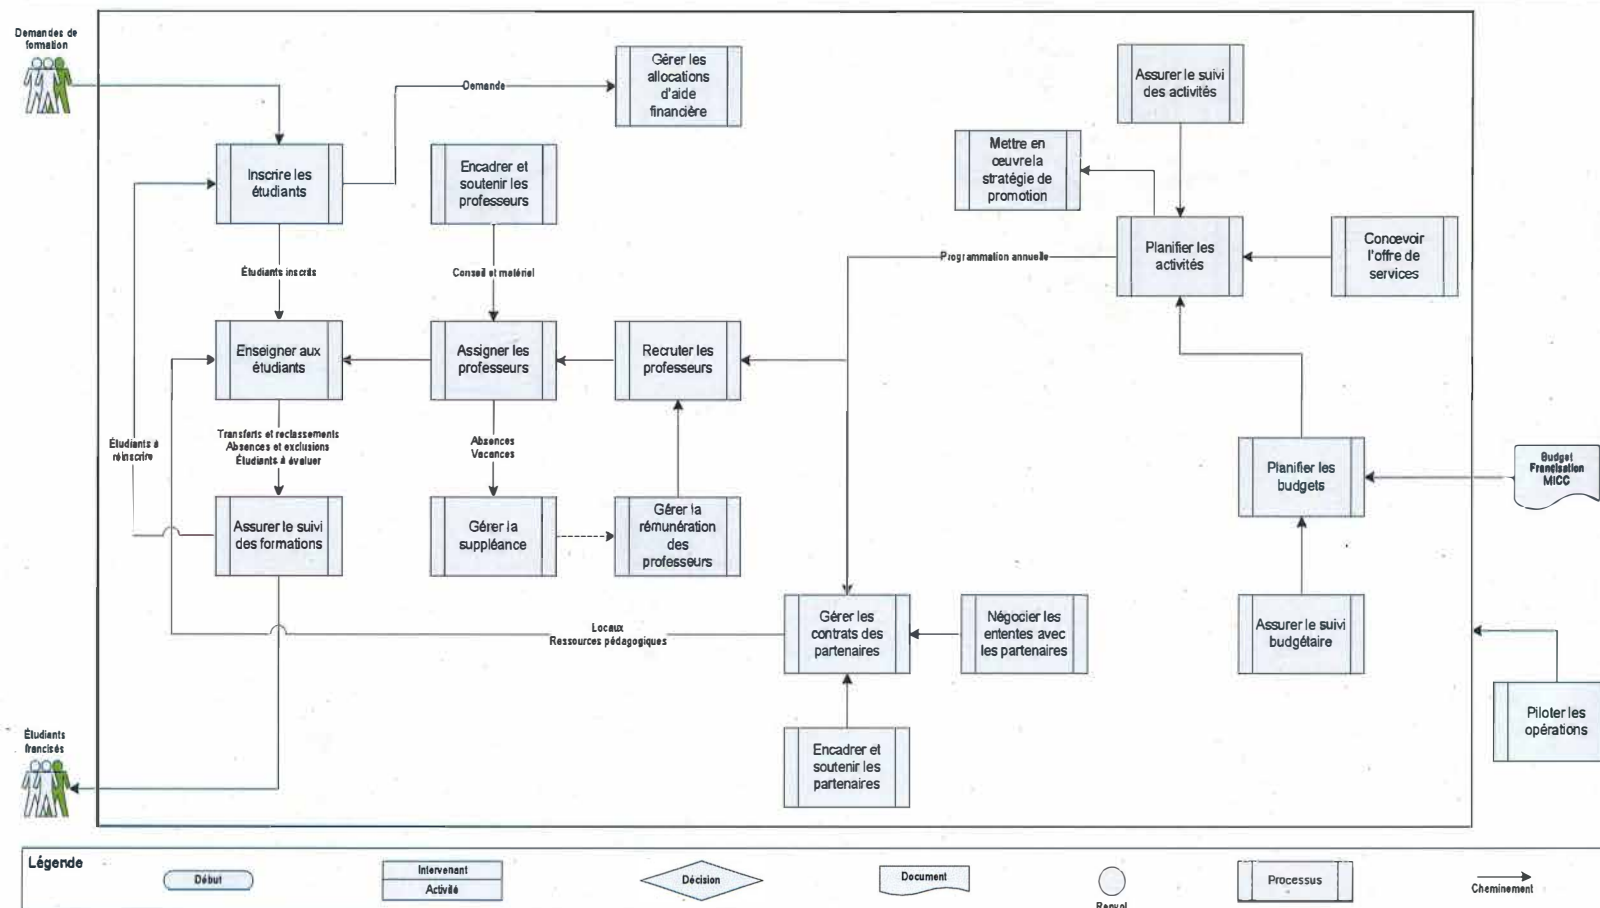 Demandes de
formation
Gérer les
allocations
d'aide
financière
Assurer le suivi
des activités
Demande
Mettre en
œuvre la
stratégie de
promotion
Inscrire les
étudiants
Encadrer et
soutenir les
professeurs
Planifier les
activités
Concevoir
l'offre de
services
Programmation annuelle
Étudiants inscrits
Conseil et matériel
Enseigner aux
étudiants
Assigner les
professeurs
Recruter les
professeurs
Étudiants à
réinscrire
Transferts et reclassements
Absences et exclusions
Étudiants à évaluer
Absences
Vacances
Planifier les
budgets
Budget
Francisation
MICC
Assurer le suivi
des formations
Gérer la
suppléance
Gérer la
rémunération
des
professeurs
Locaux
Ressources pédagogiques
Gérer les
contrats des
partenaires
Négocier les
ententes avec
les partenaires
Assurer le suivi
budgétaire
Piloter les
opérations
Étudiants
francisés
Encadrer et
soutenir les
partenaires
Légende
Début
Intervenant
Activité
Décision
Document
Renvoi
Processus
Cheminement